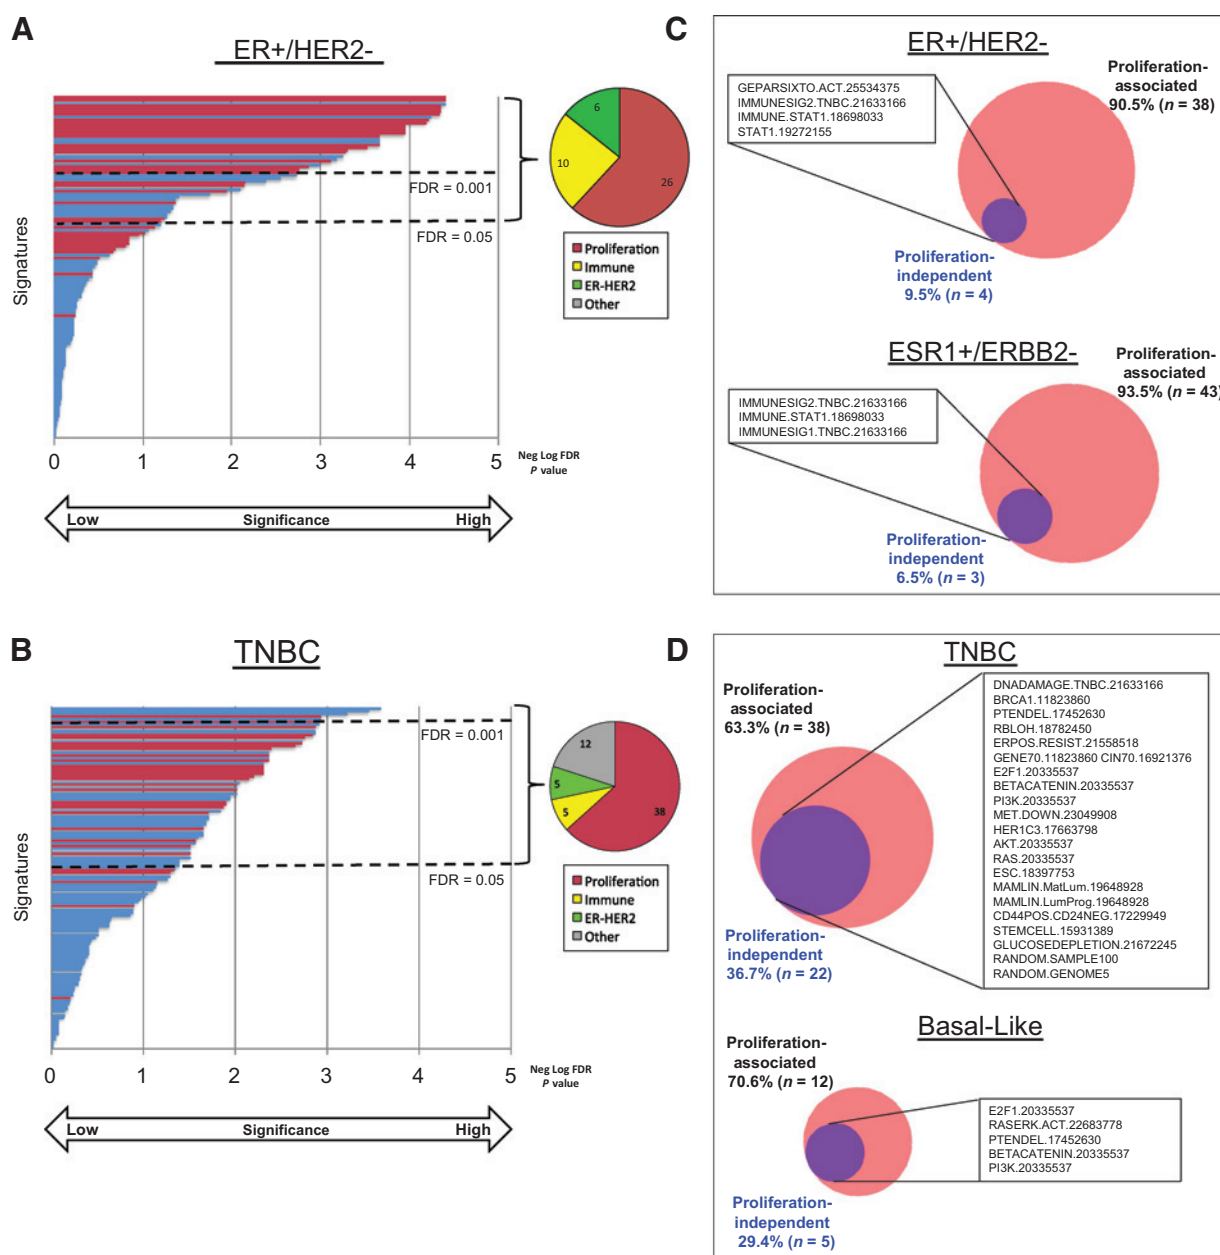 A
ER+/HER2-
Signatures
FDR = 0.001
FDR = 0.05
0 1 2 3 4 5
Neg Log FDR
P value
Low Significance High
6
10
26
Proliferation
Immune
ER-HER2
Other
B
TNBC
Signatures
FDR = 0.001
FDR = 0.05
0 1 2 3 4 5
Neg Log FDR
P value
Low Significance High
12
5
5
38
Proliferation
Immune
ER-HER2
Other
C
ER+/HER2-
GEPARSIXTO.ACT.25534375
IMMUNESIG2.TNBC.21633166
IMMUNE.STAT1.18698033
STAT1.19272155
Proliferation-
associated
90.5% (n = 38)
Proliferation-
independent
9.5% (n = 4)
ESR1+/ERBB2-
IMMUNESIG2.TNBC.21633166
IMMUNE.STAT1.18698033
IMMUNESIG1.TNBC.21633166
Proliferation-
associated
93.5% (n = 43)
Proliferation-
independent
6.5% (n = 3)
D
TNBC
Proliferation-
associated
63.3% (n = 38)
Proliferation-
independent
36.7% (n = 22)
DNADAMAGE.TNBC.21633166
BRCA1.11823860
PTENDEL.17452630
RBLOH.18782450
ERPOS.RESIST.21558518
GENE70.11823860 CIN70.16921376
E2F1.20335537
BETACATENIN.20335537
PI3K.20335537
MET.DOWN.23049908
HER1C3.17663798
AKT.20335537
RAS.20335537
ESC.18397753
MAMLIN.MatLum.19648928
MAMLIN.LumProg.19648928
CD44POS.CD24NEG.17229949
STEMCELL.15931389
GLUCOSEDEPLETION.21672245
RANDOM.SAMPLE100
RANDOM.GENOME5
Basal-Like
Proliferation-
associated
70.6% (n = 12)
Proliferation-
independent
29.4% (n = 5)
E2F1.20335537
RASERK.ACT.22683778
PTENDEL.17452630
BETACATENIN.20335537
PI3K.20335537